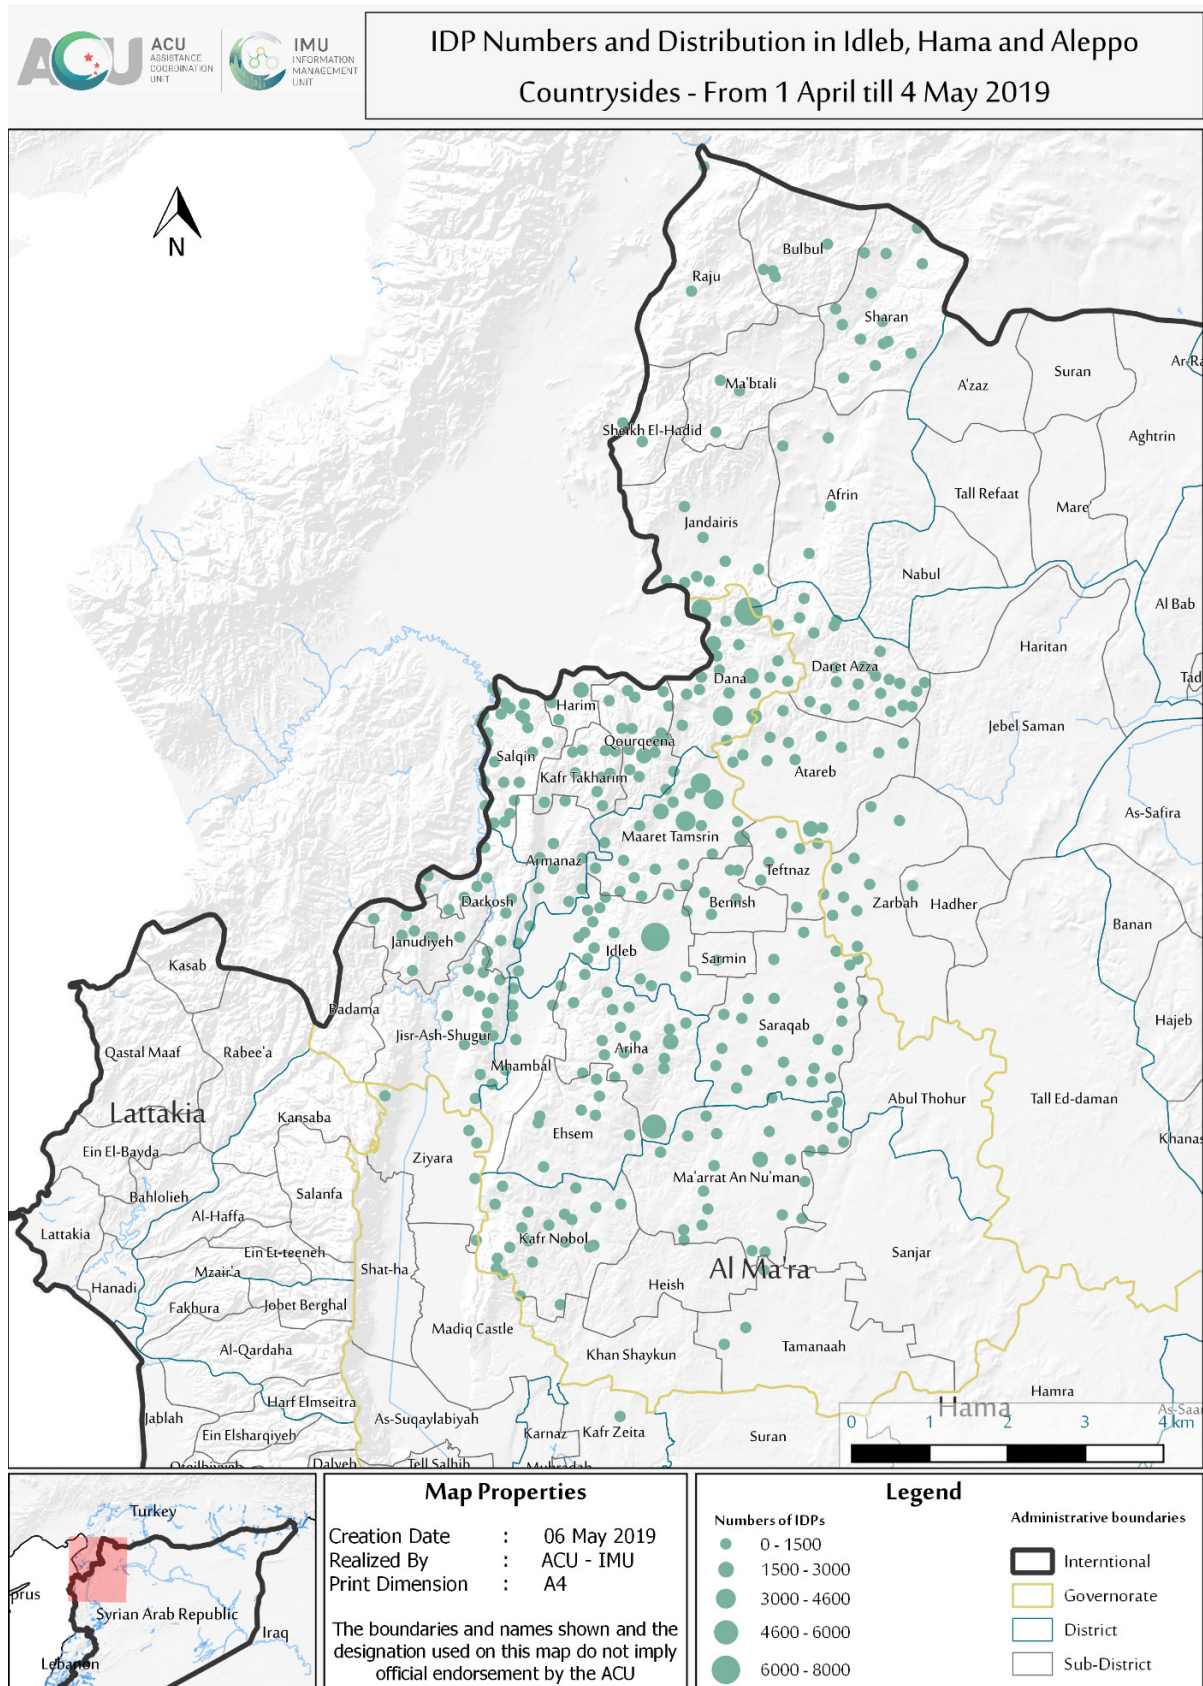 ACU
ASSISTANCE
COORDINATION
UNIT
IMU
INFORMATION
MANAGEMENT
UNIT
IDP Numbers and Distribution in Idleb, Hama and Aleppo
Countrysides - From 1 April till 4 May 2019
N
Bulbul
Raju
Sharan
Ar-Ra
Suran
A'zaz
Ma'btali
Sheikh El-Hadid
Aghtrin
Afrin
Tall Refaat
Mare
Jandairis
Nabul
Al Bab
Haritan
Daret Azza
Dana
Tad
Harim
Jebel Saman
Qourqeena
Salqin
Atareb
Kafr Takharim
As-Safira
Maaret Tamsrin
Armanaz
Teftnaz
Darkosh
Bennsh
Zarbah
Hadher
Banan
Janudiyeh
Idleb
Sarmin
Kasab
Badama
Saraqab
Hajeb
Jisr-Ash-Shugur
Qastal Maaf
Rabee'a
Ariha
Mhambal
Abul Thohur
Tall Ed-daman
Lattakia
Kansaba
Ehsem
Khanas
Ein El-Bayda
Ziyara
Ma'arrat An Nu'man
Bahlolieh
Salanfa
Al-Haffa
Lattakia
Kafr Nobol
Ein Et-teeneh
Sanjar
Mzair'a
Shat-ha
Al Ma'ra
Hanadi
Heish
Fakhura
Jobet Berghal
Madiq Castle
Al-Qardaha
Khan Shaykun
Tamanaah
Hamra
Harf Elmseitra
Hama
As-Saa
Jablah
As-Suqaylabiyah
Ein Elsharqiyeh
Karnaz
Kafr Zeita
Suran
0 1 2 3 4 km
Dalyeh
Tell Salhib
Muhradah
Turkey
prus
Syrian Arab Republic
Iraq
Lebanon
Map Properties
Creation Date : 06 May 2019
Realized By : ACU - IMU
Print Dimension : A4
The boundaries and names shown and the
designation used on this map do not imply
official endorsement by the ACU
Legend
Numbers of IDPs
0 - 1500
1500 - 3000
3000 - 4600
4600 - 6000
6000 - 8000
Administrative boundaries
Interntional
Governorate
District
Sub-District